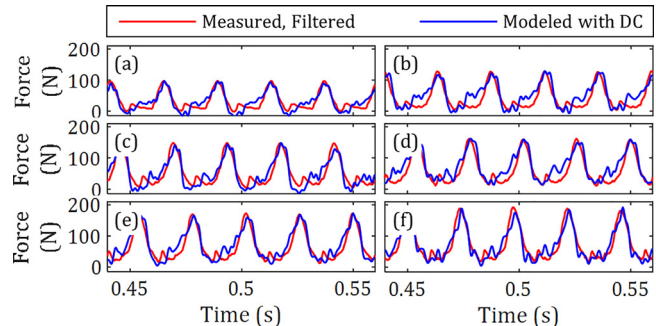 Measured, Filtered Modeled with DC
200
100
0
Force
(N)
(a)
(b)
200
100
0
Force
(N)
(c)
(d)
200
100
0
Force
(N)
(e)
(f)
0.45 0.5 0.55 0.45 0.5 0.55
Time (s) Time (s)